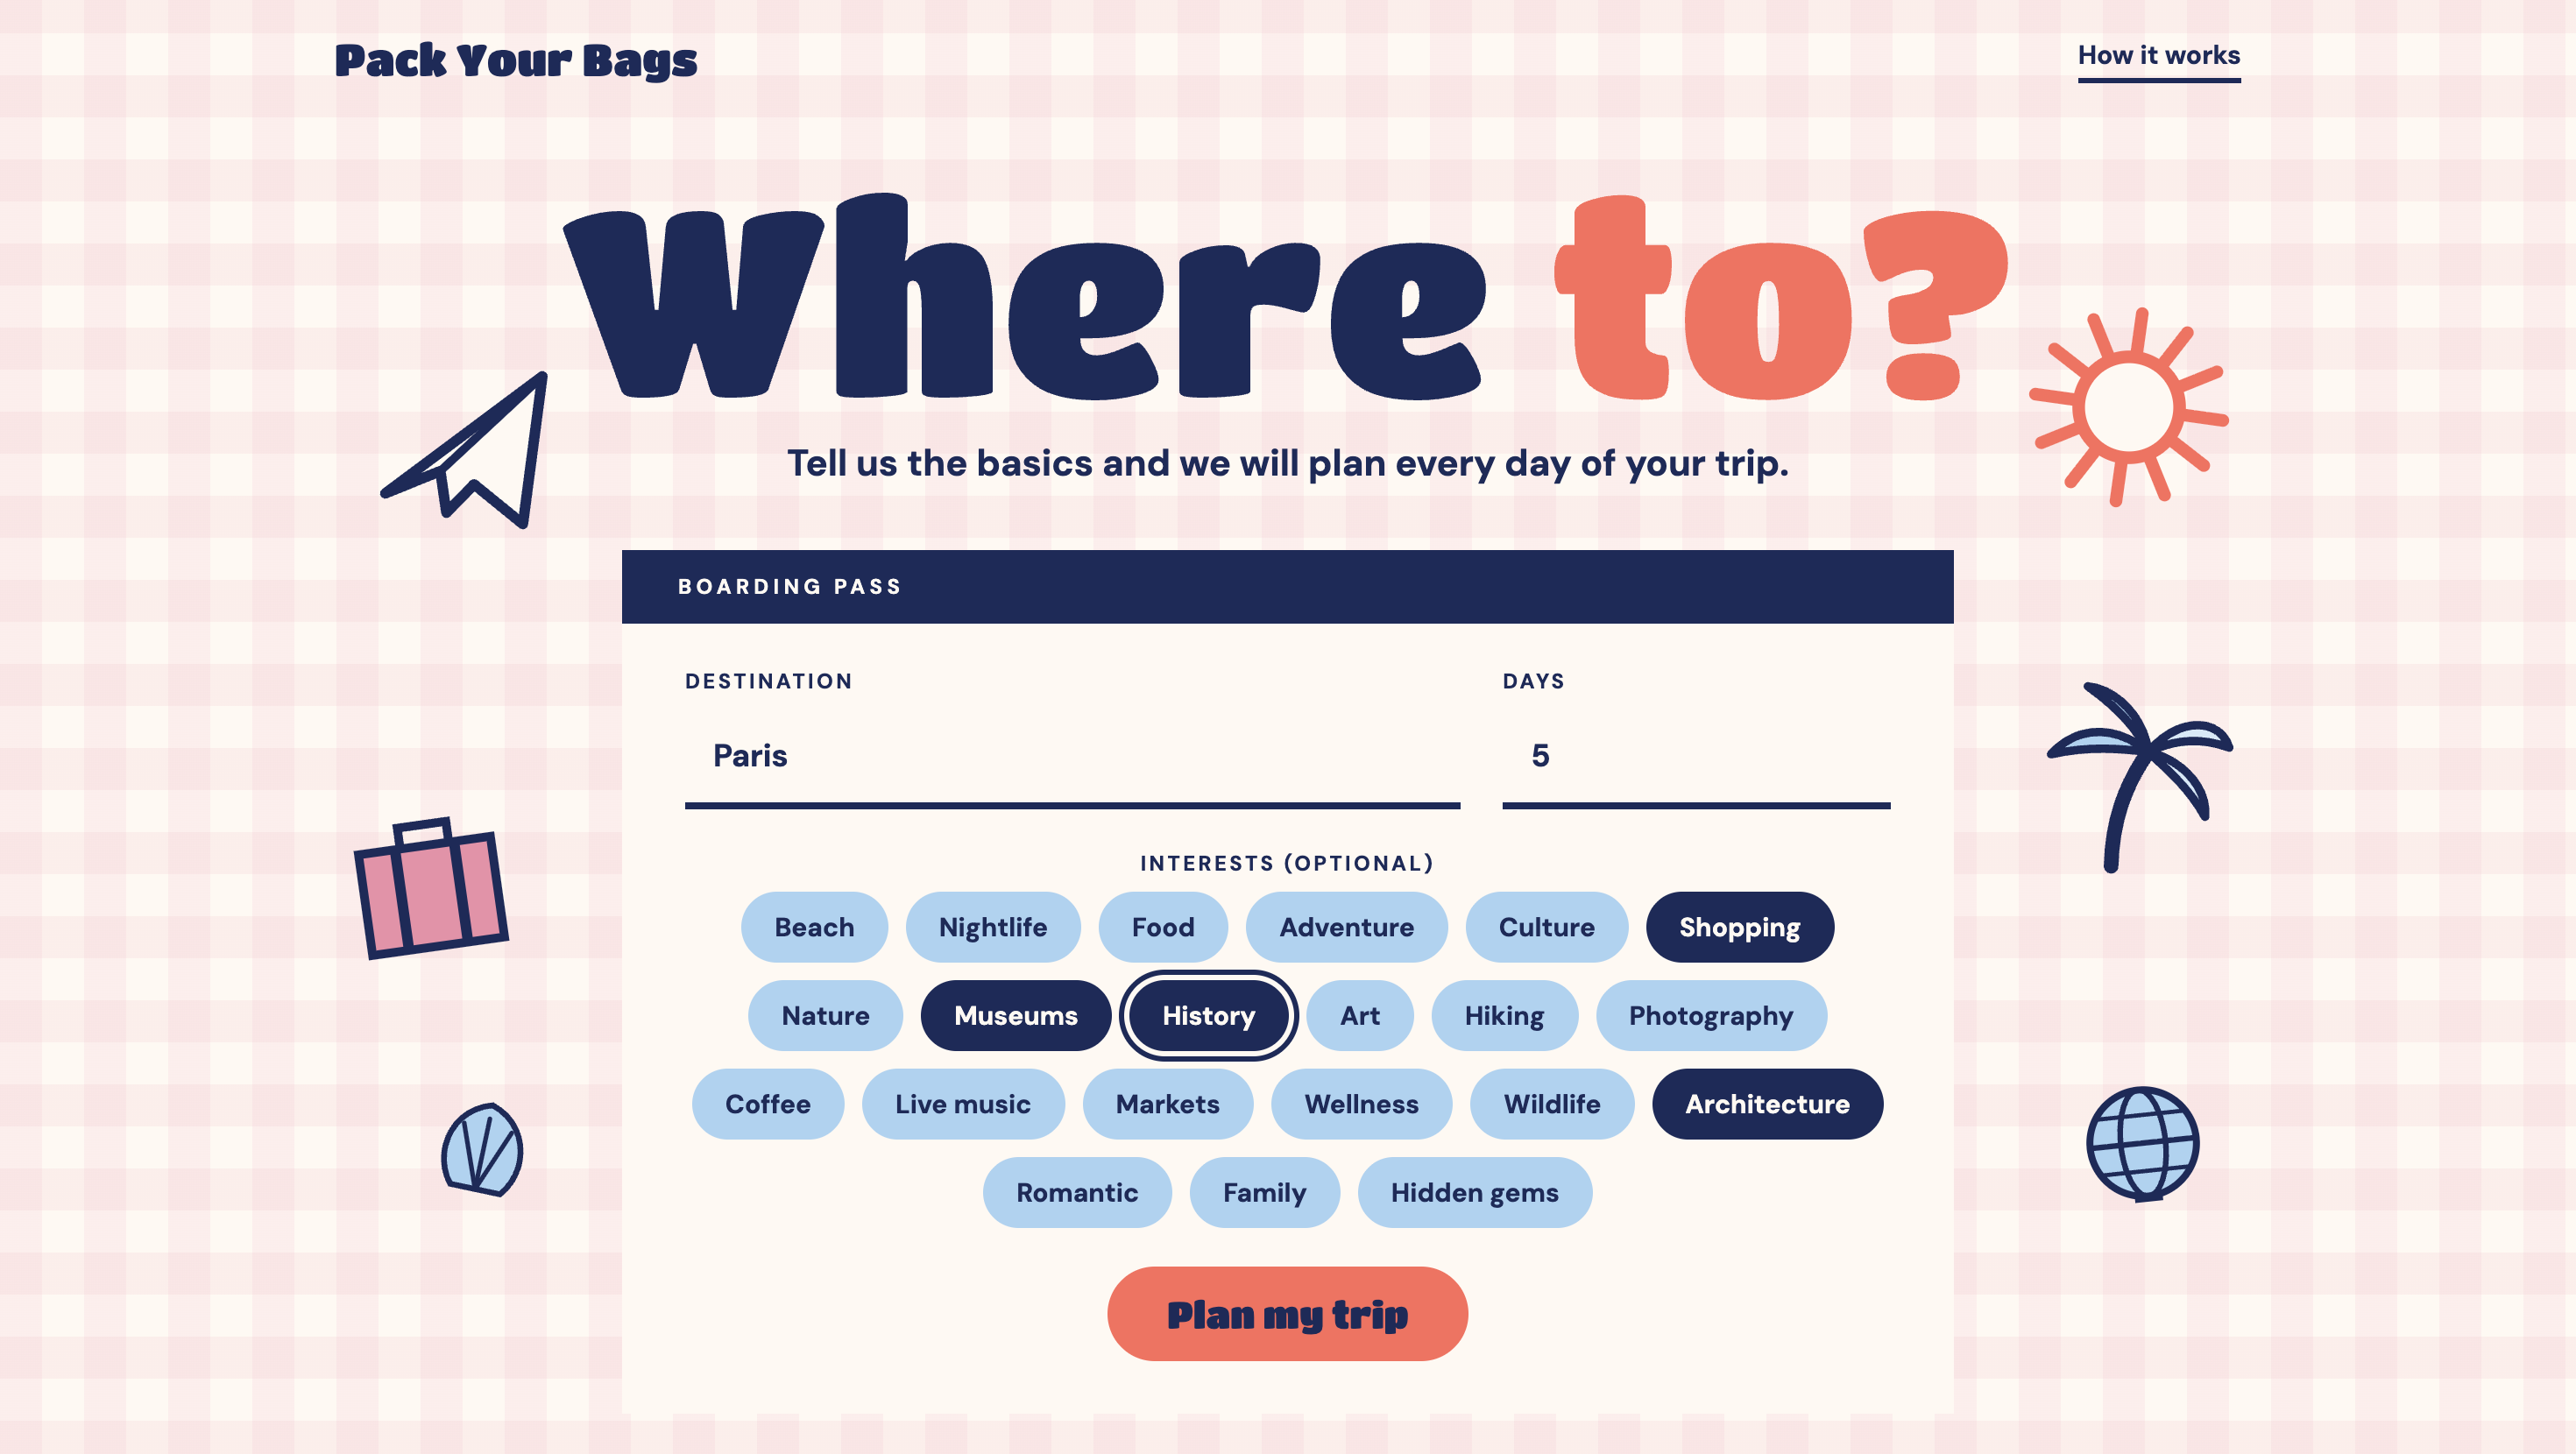 Pack Your Bags
How it works
Where to?
Tell us the basics and we will plan every day of your trip.
BOARDING PASS
DESTINATION
DAYS
Paris
5
INTERESTS (OPTIONAL)
Beach Nightlife Food Adventure Culture Shopping
Nature Museums History Art Hiking Photography
Coffee Live music Markets Wellness Wildlife Architecture
Romantic Family Hidden gems
Plan my trip